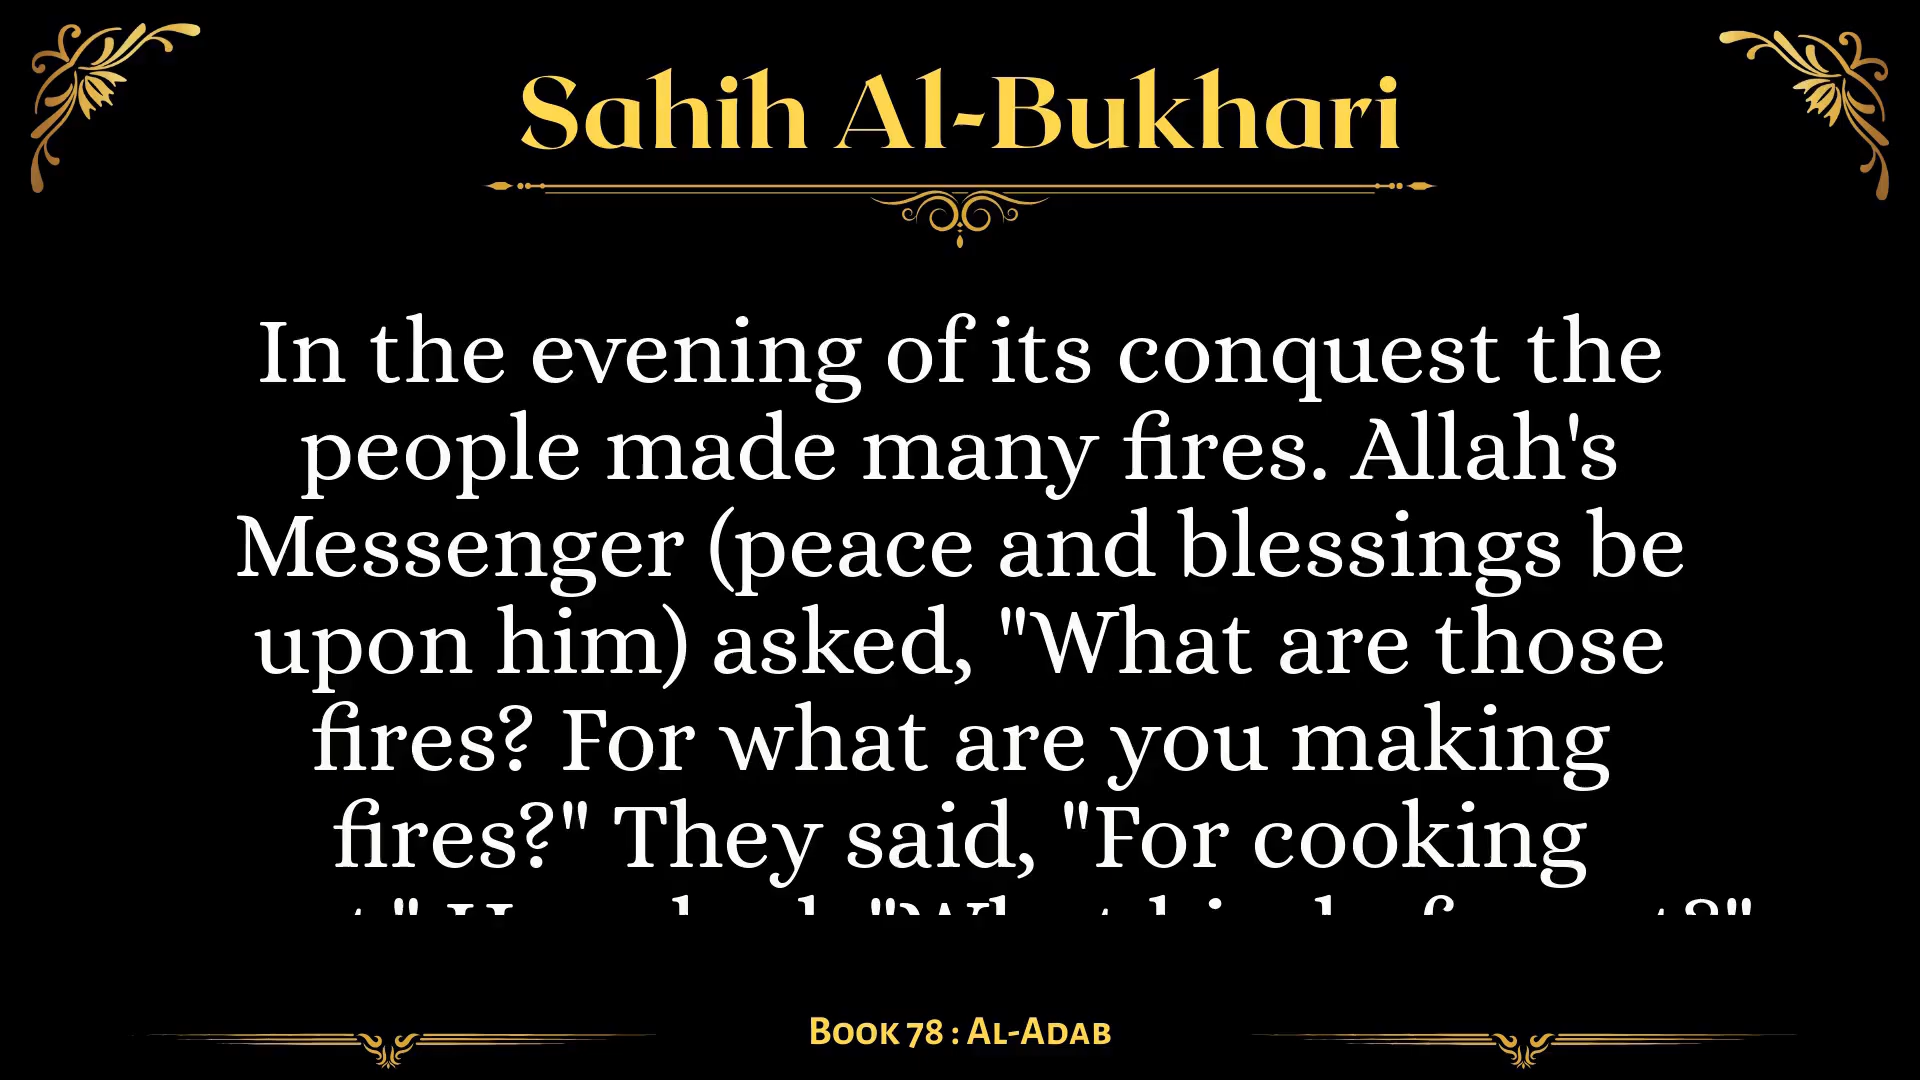 Sahih Al-Bukhari
In the evening of its conquest the
people made many fires. Allah's
Messenger (peace and blessings be
upon him) asked, "What are those
fires? For what are you making
fires?" They said, "For cooking
Book 78 : Al-Adab